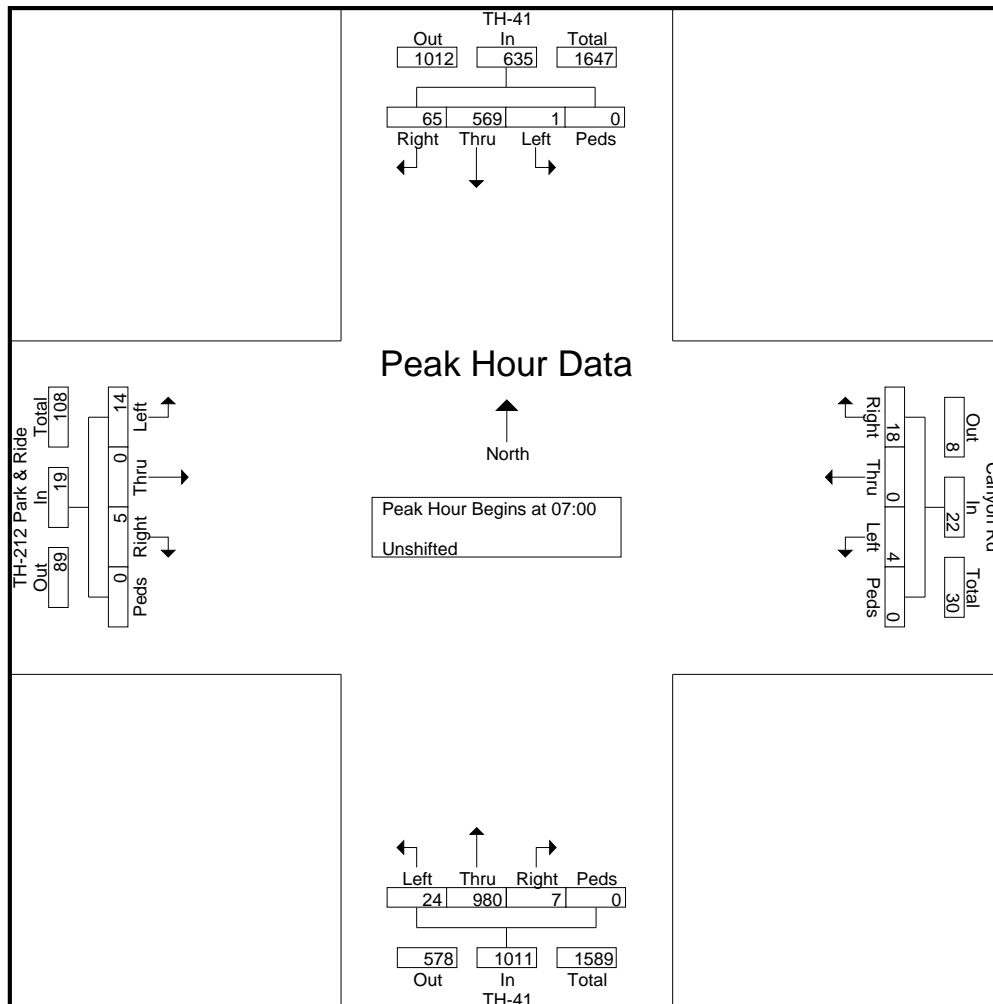 TH-41
Out In Total
1012 635 1647
65 569 1 0
Right Thru Left Peds
Peak Hour Data
North
Peak Hour Begins at 07:00
Unshifted
TH-212 Park & Ride
Out In Total
89 19 108
14 0 5 0
Left Thru Right Peds
Canyon Rd
Out In Total
8 22 30
18 0 4 0
Right Thru Left Peds
Left Thru Right Peds
24 980 7 0
578 1011 1589
Out In Total
TH-41